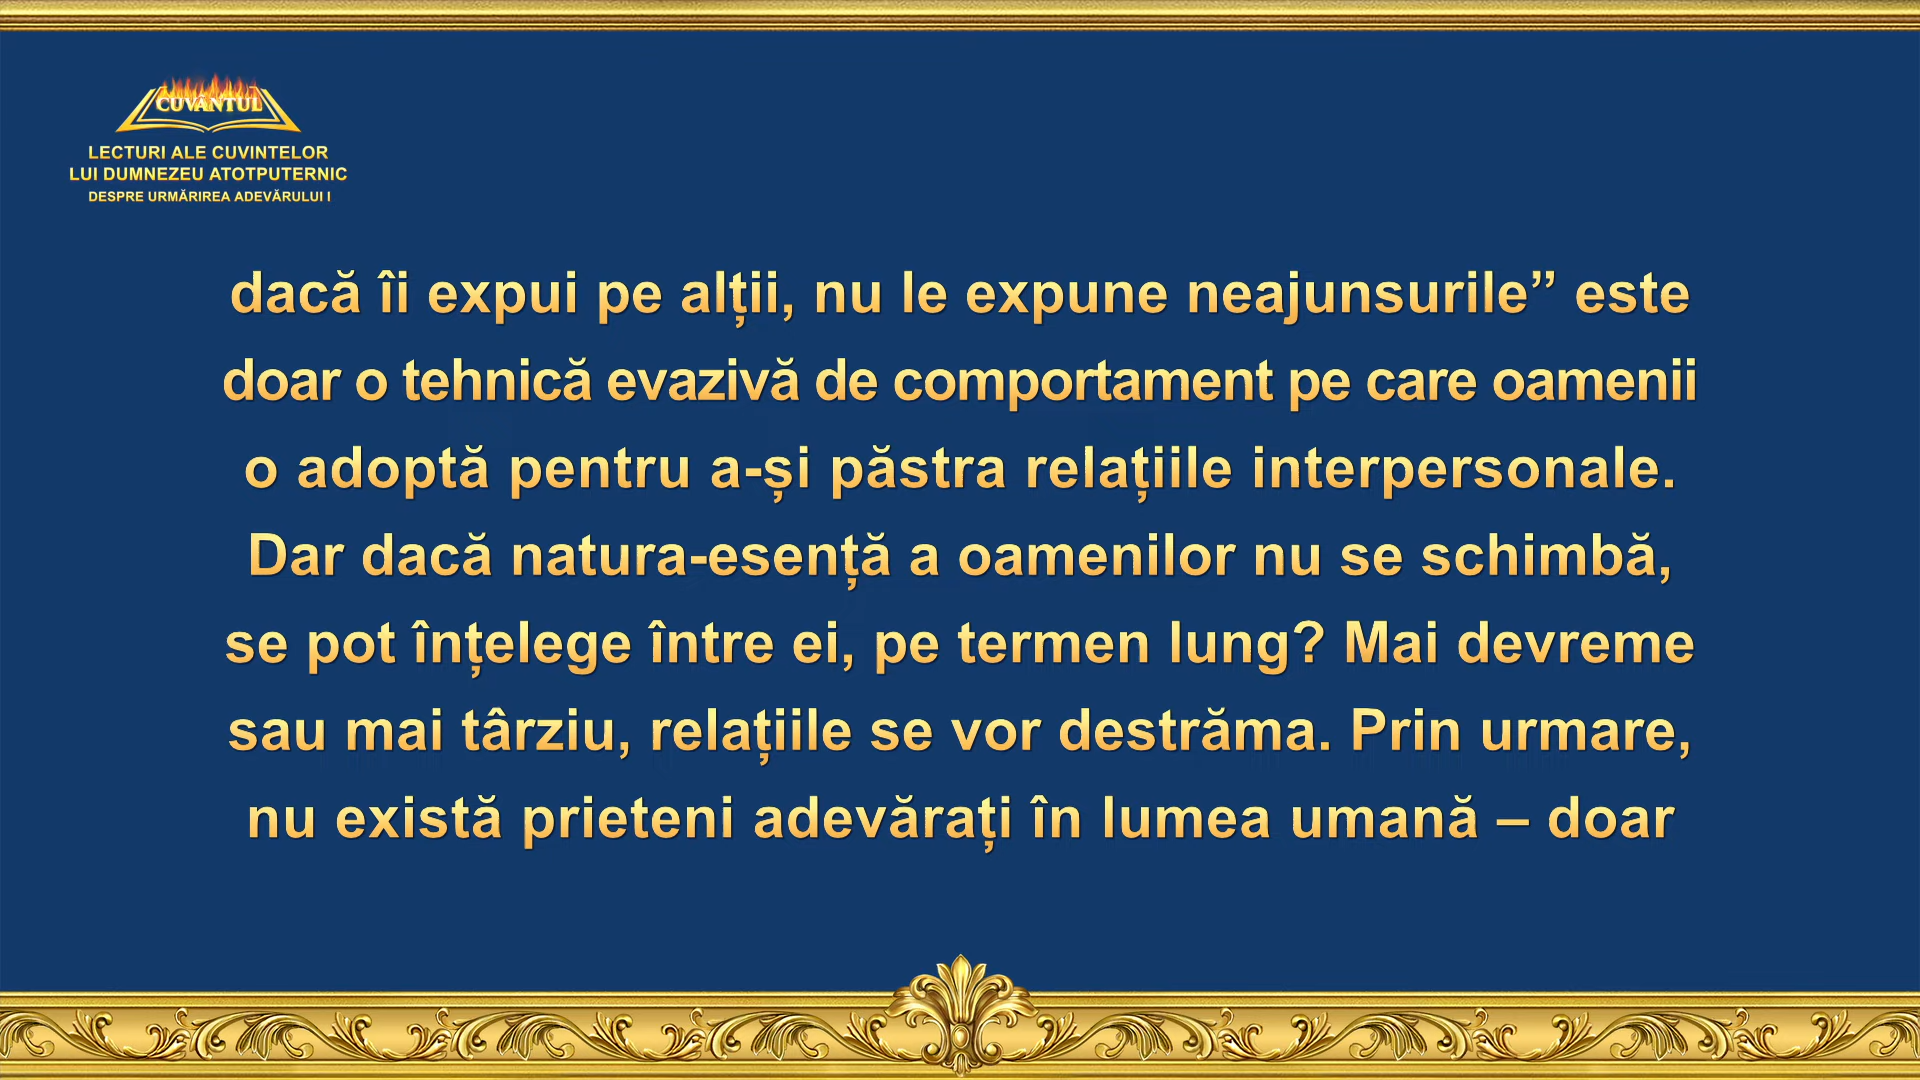 CUVÂNTUL
LECTURI ALE CUVINTELOR
LUI DUMNEZEU ATOTPUTERNIC
DESPRE URMĂRIREA ADEVĂRULUI I
dacă îi expui pe alții, nu le expune neajunsurile” este
doar o tehnică evazivă de comportament pe care oamenii
o adoptă pentru a-și păstra relațiile interpersonale.
Dar dacă natura-esență a oamenilor nu se schimbă,
se pot înțelege între ei, pe termen lung? Mai devreme
sau mai târziu, relațiile se vor destrăma. Prin urmare,
nu există prieteni adevărați în lumea umană – doar